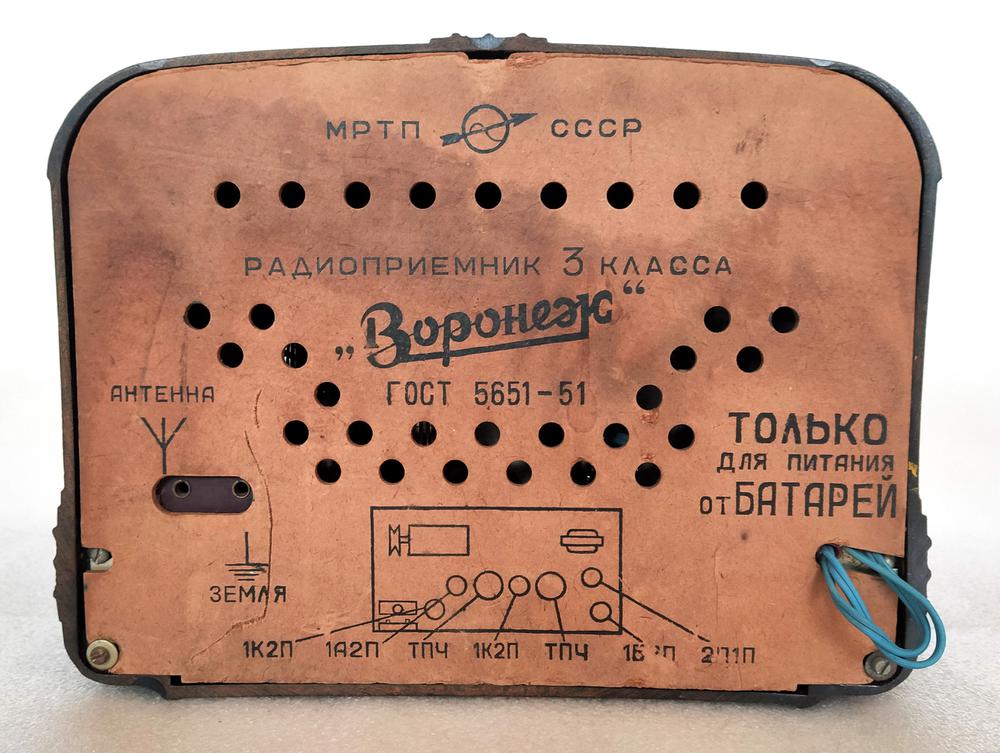 МРТП СССР
РАДИОПРИЕМНИК 3 КЛАССА
„Воронеж“
ГОСТ 5651-51
АНТЕННА
ТОЛЬКО
ДЛЯ ПИТАНИЯ
от БАТАРЕЙ
ЗЕМЛЯ
1К2П 1А2П ТПЧ 1К2П ТПЧ 2П1П